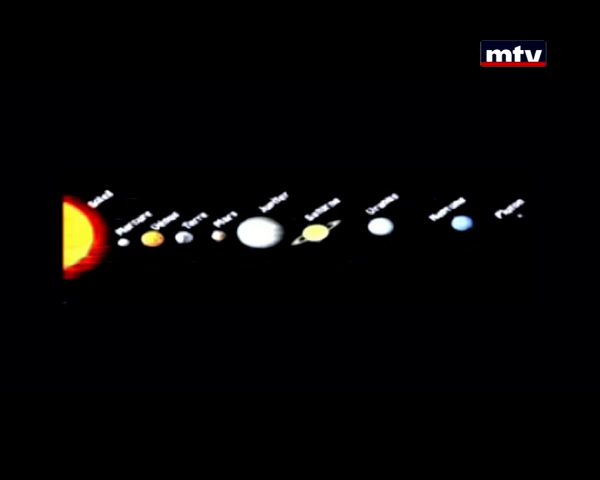 mtv
Soleil
Mercure
Vénus
Terre
Mars
Jupiter
Saturne
Uranus
Neptune
Pluton